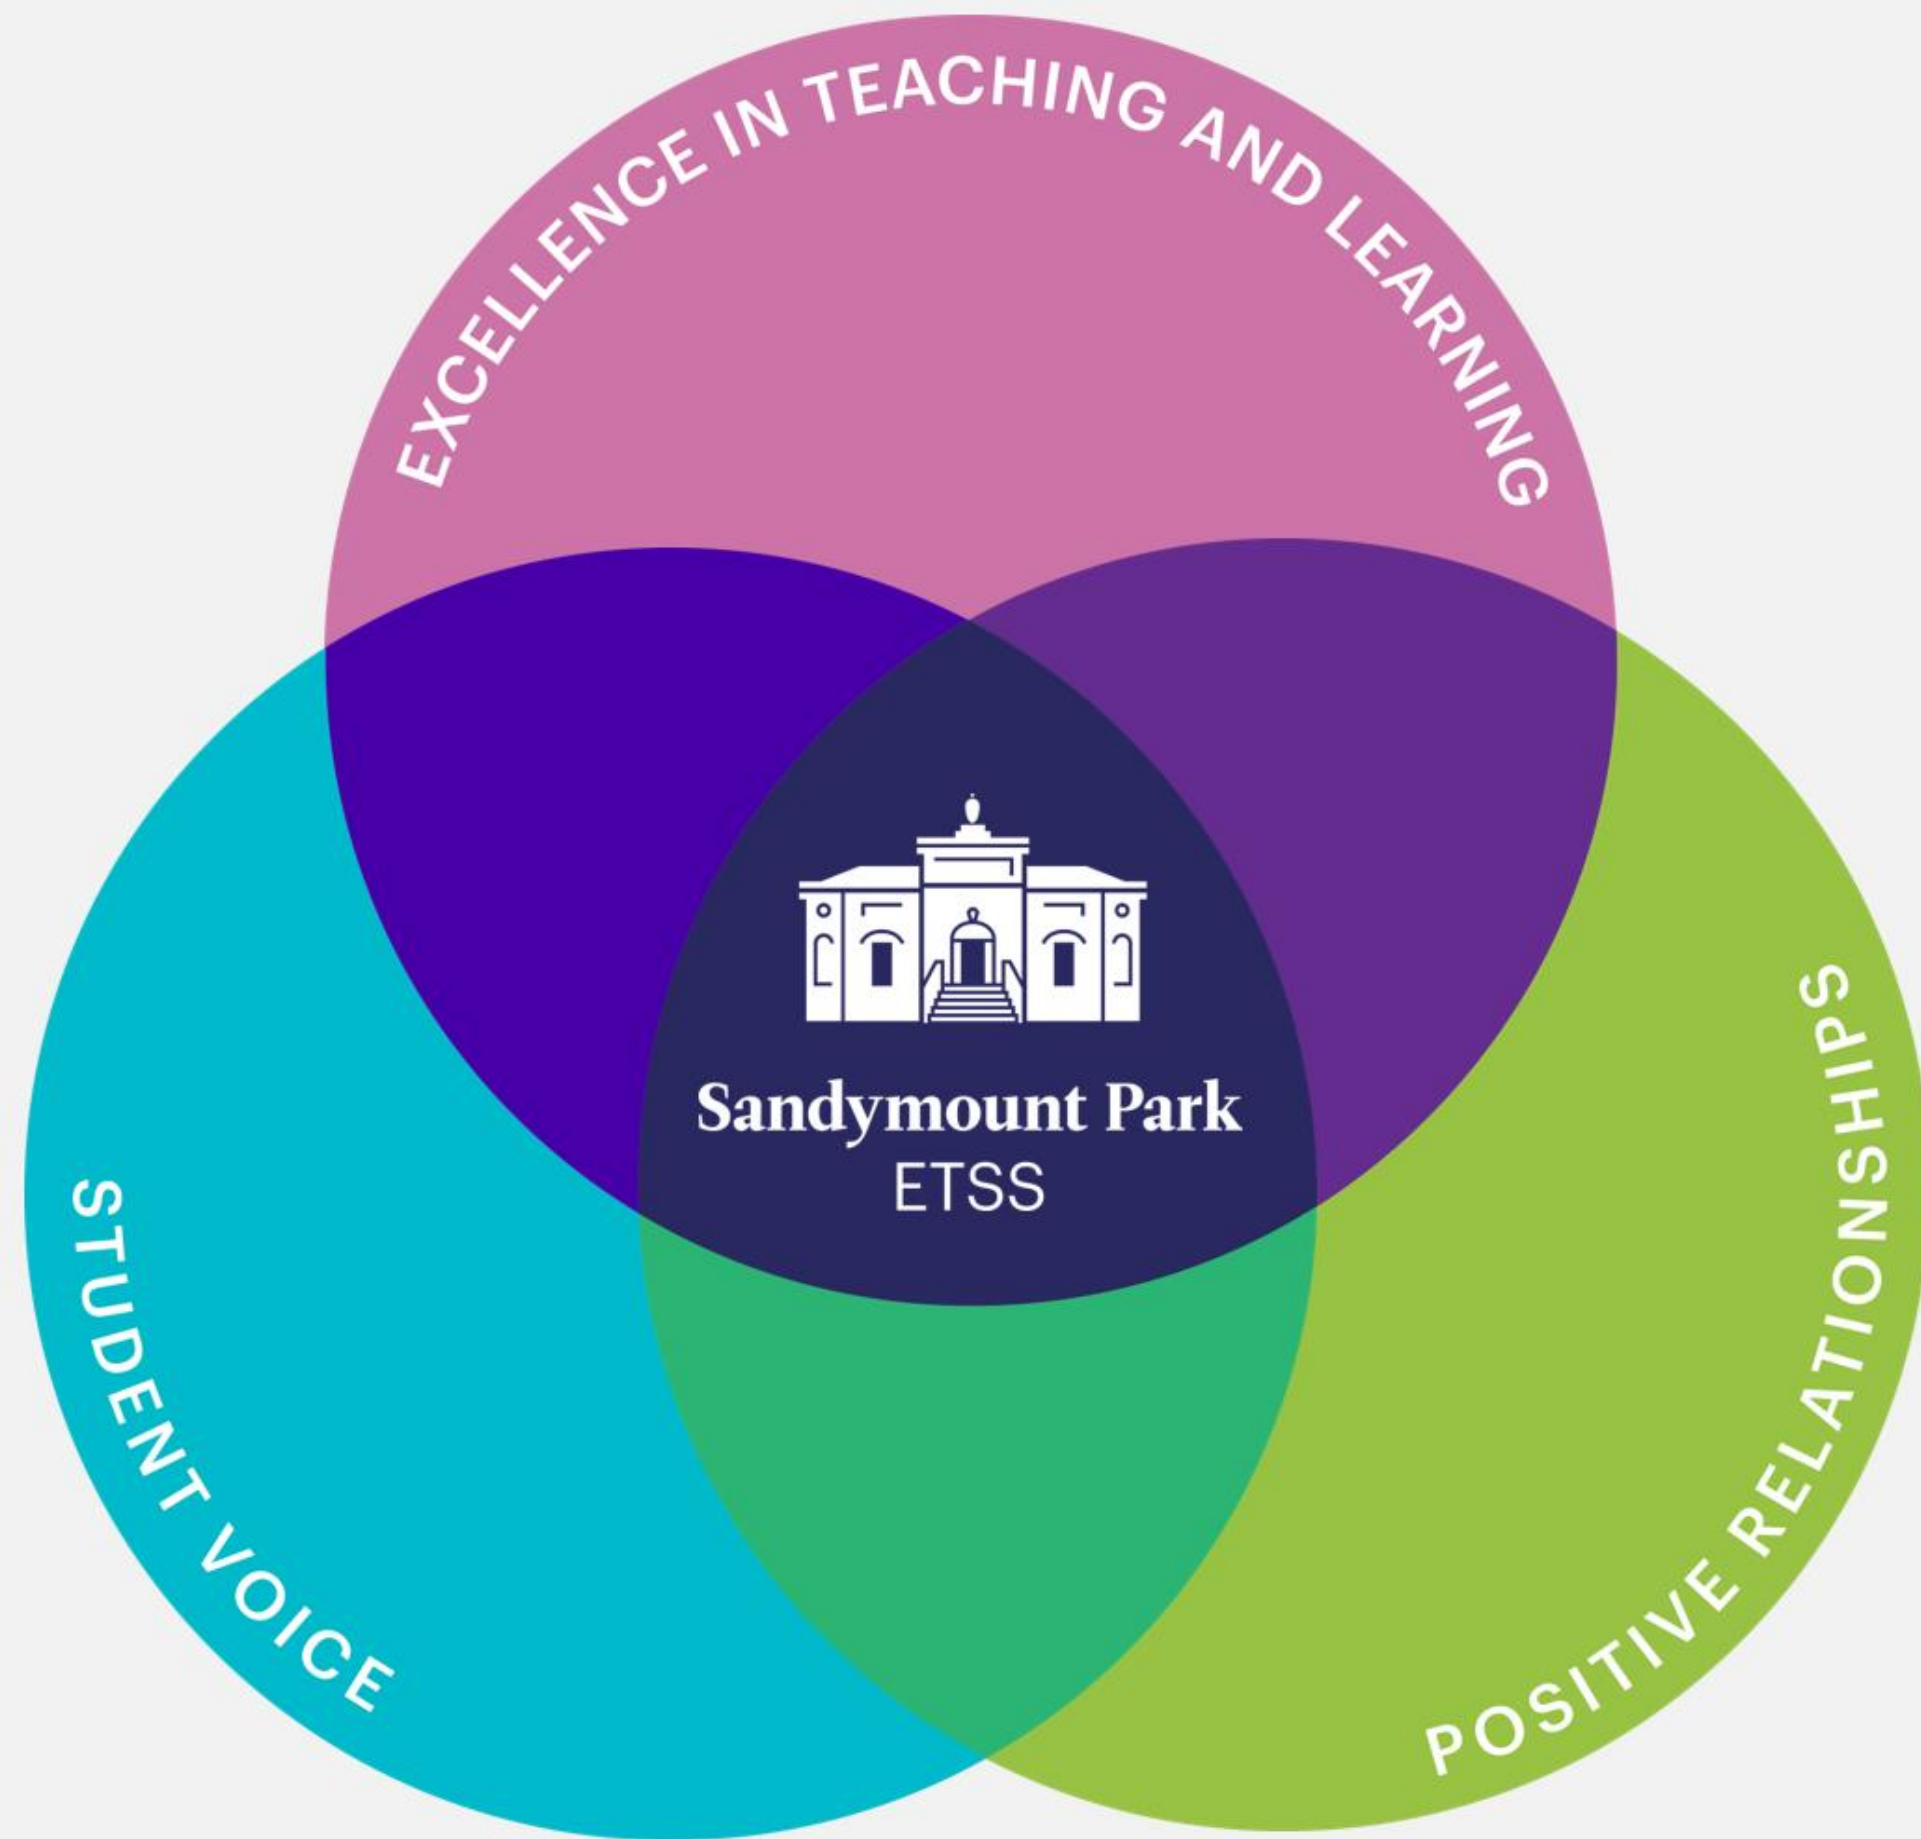 EXCELLENCE IN TEACHING AND LEARNING
Sandymount Park
ETSS
STUDENT VOICE
POSITIVE RELATIONSHIPS